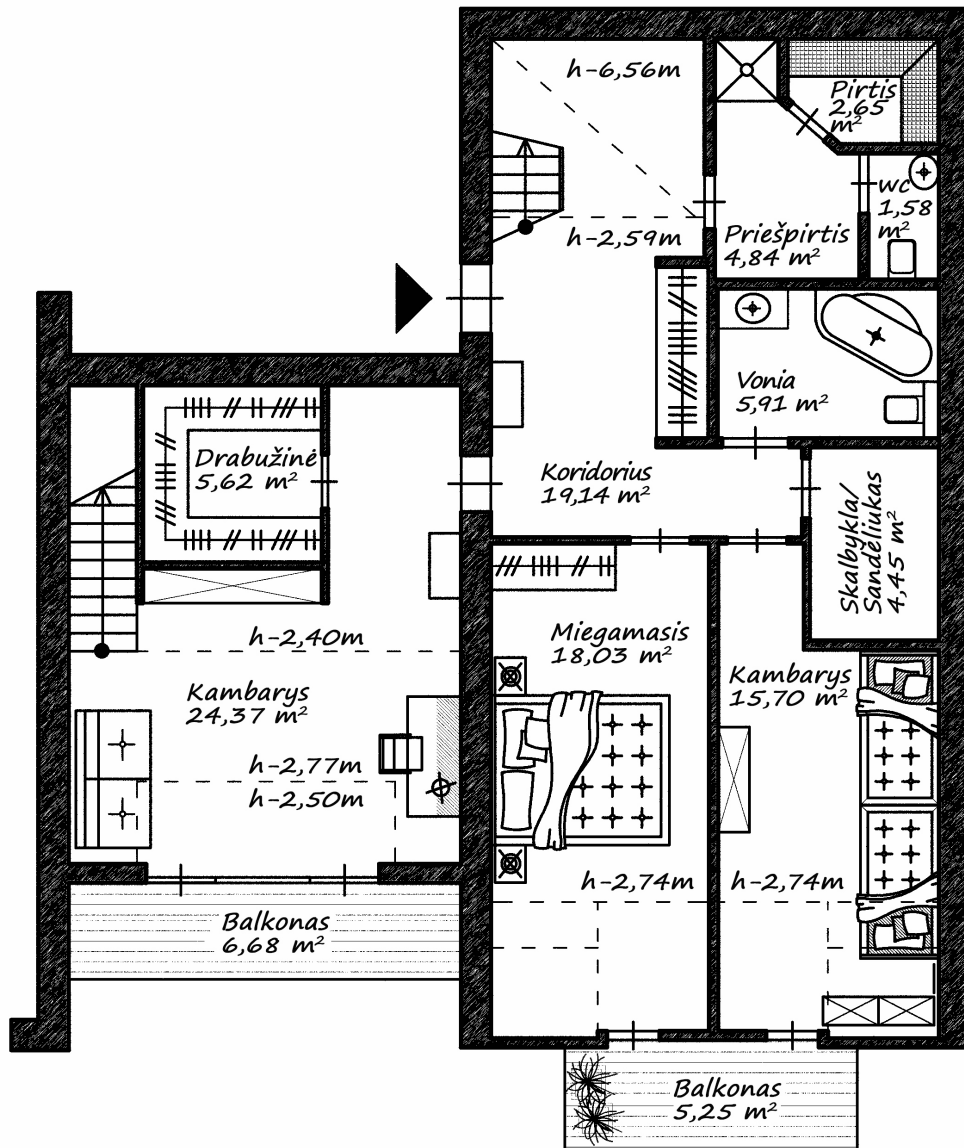 h-6,56m
Pirtis
2,65
m²
wc
1,58
m²
h-2,59m
Priešpirtis
4,84 m²
Vonia
5,91 m²
Drabužinė
5,62 m²
Koridorius
19,14 m²
Skalbykla/
Sandėliukas
4,45 m²
h-2,40m
Miegamasis
18,03 m²
Kambarys
24,37 m²
Kambarys
15,70 m²
h-2,77m
h-2,50m
h-2,74m
h-2,74m
Balkonas
6,68 m²
Balkonas
5,25 m²